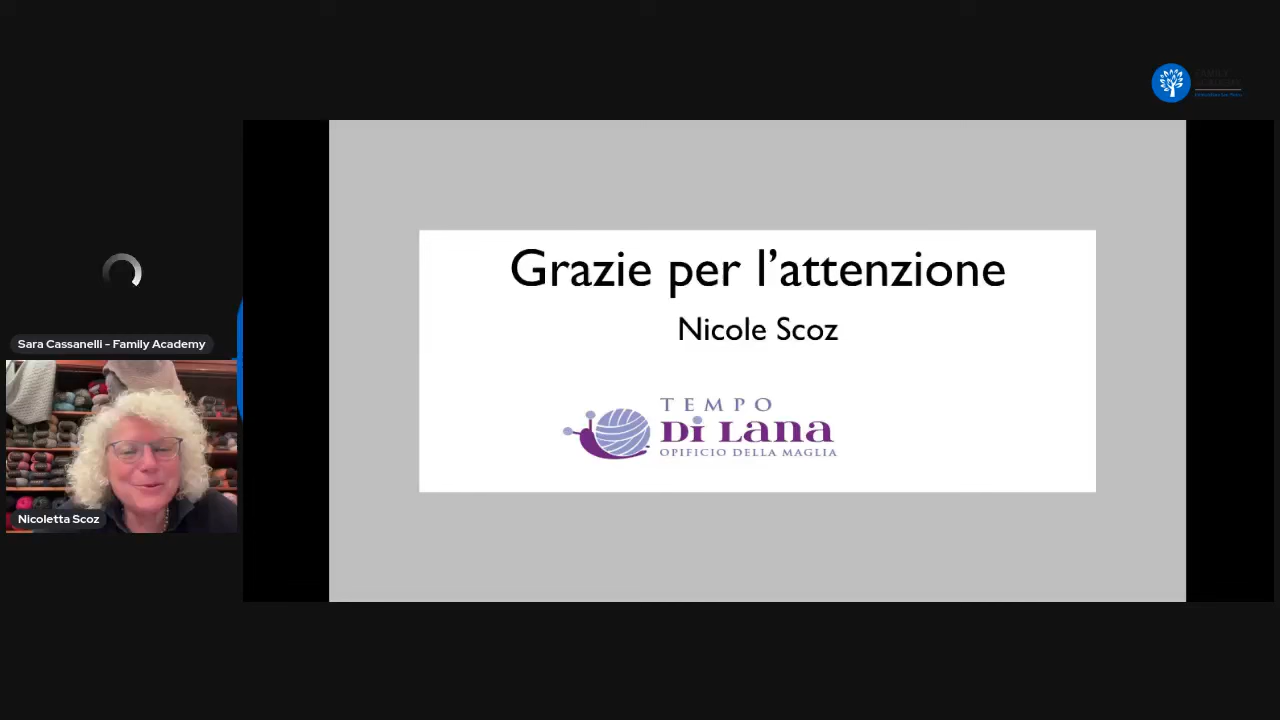 Grazie per l'attenzione
Nicole Scoz
TEMPO
Di Lana
OPIFICIO DELLA MAGLIA
Sara Cassanelli - Family Academy
Nicoletta Scoz